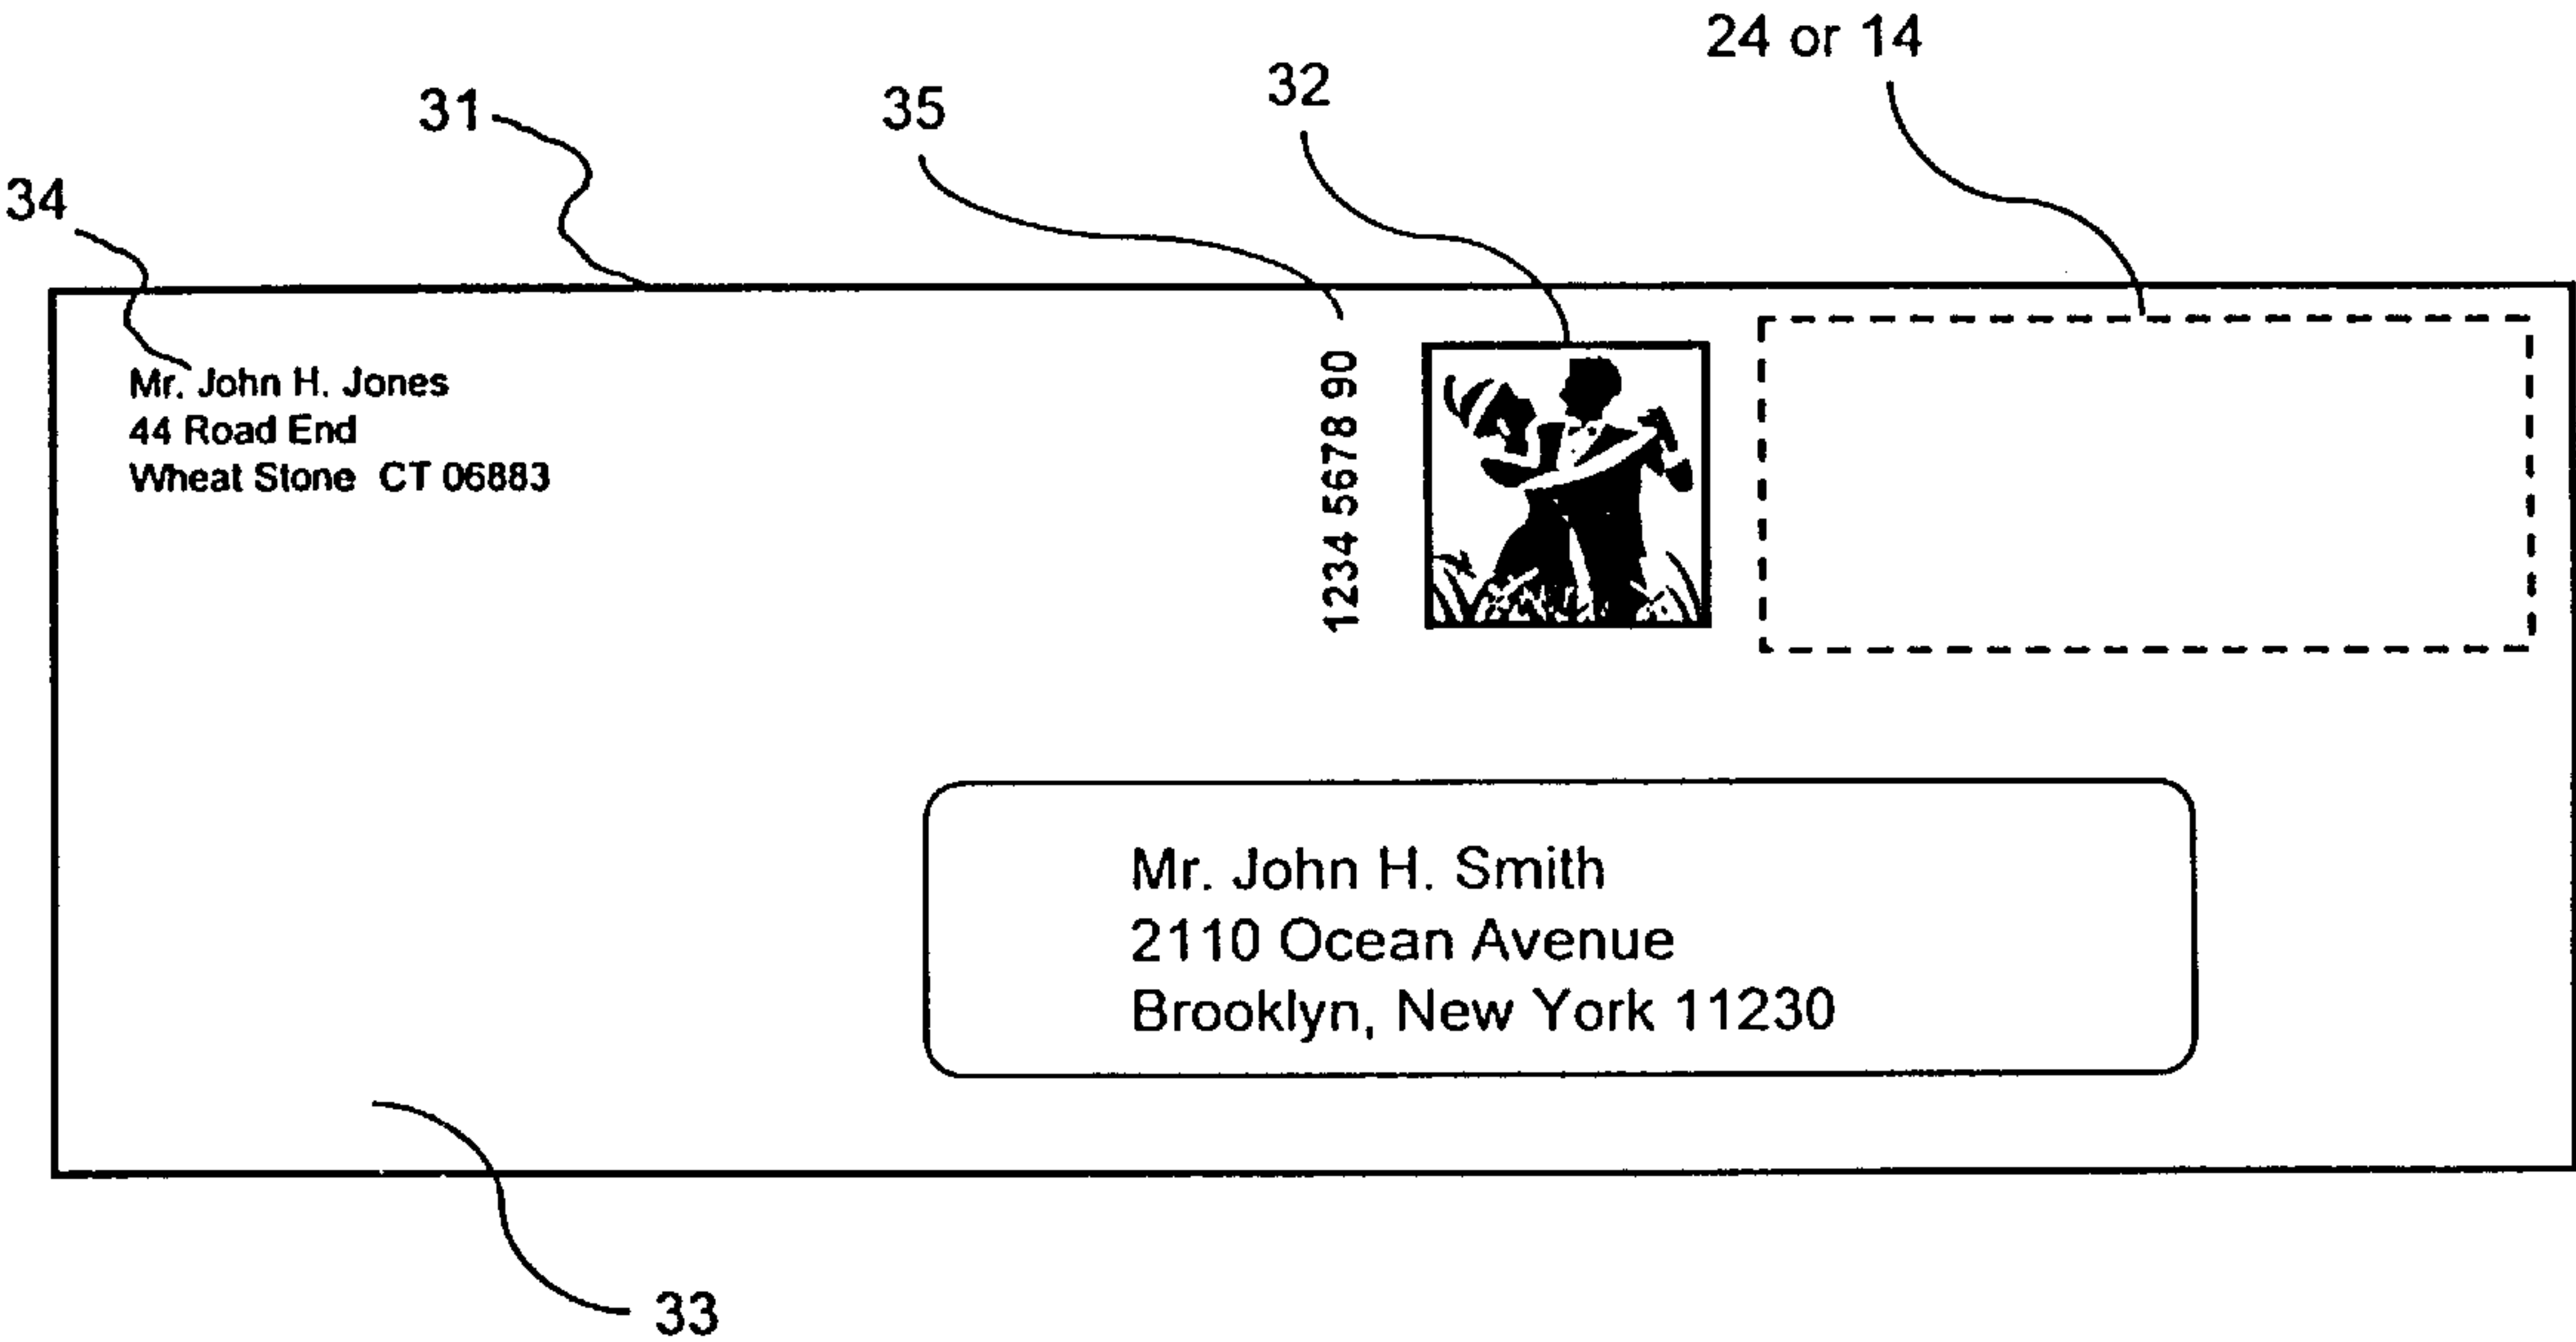 24 or 14
32
35
31
34
Mr. John H. Jones
44 Road End
Wheat Stone CT 06883
1234 5678 90
Mr. John H. Smith
2110 Ocean Avenue
Brooklyn, New York 11230
33